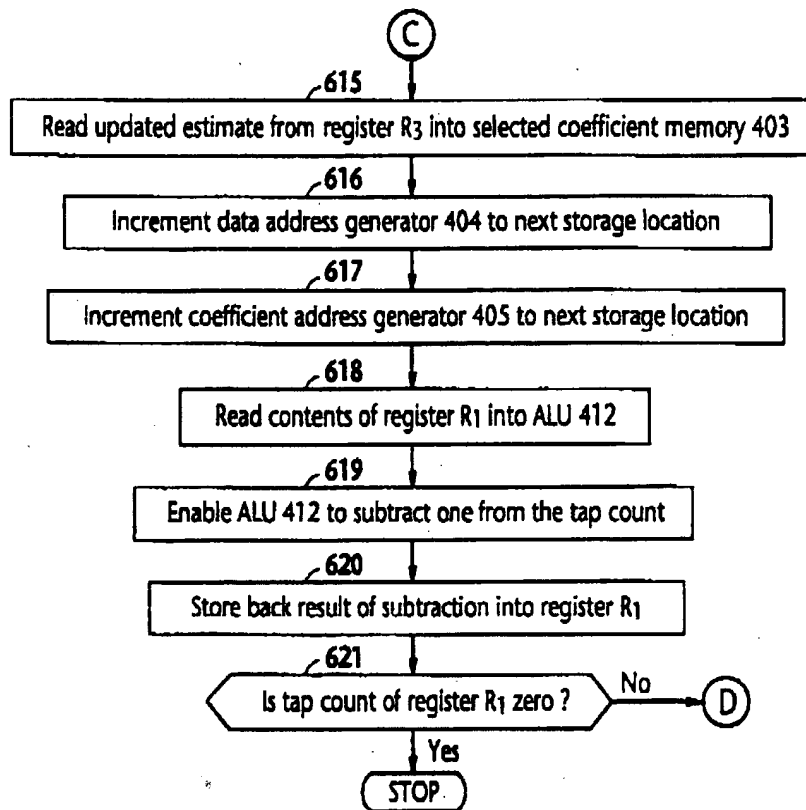 C
615
Read updated estimate from register R3 into selected coefficient memory 403
616
Increment data address generator 404 to next storage location
617
Increment coefficient address generator 405 to next storage location
618
Read contents of register R1 into ALU 412
619
Enable ALU 412 to subtract one from the tap count
620
Store back result of subtraction into register R1
621
Is tap count of register R1 zero ?
No
D
Yes
STOP